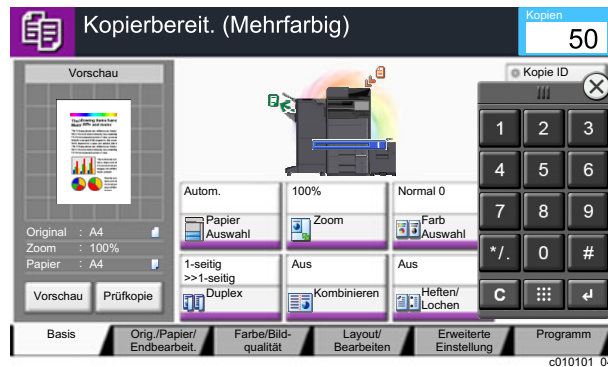 Kopierbereit. (Mehrfarbig)
Kopien
50
Vorschau
Kopie ID
Original : A4
Zoom : 100%
Papier : A4
Vorschau
Prüfkopie
Autom.
Papier
Auswahl
100%
Zoom
Normal 0
Farb
Auswahl
1-seitig
>>1-seitig
Duplex
Aus
Kombinieren
Aus
Heften/
Lochen
1 2 3
4 5 6
7 8 9
*/. 0 #
C
Basis
Orig./Papier/
Endbearbeit.
Farbe/Bild-
qualität
Layout/
Bearbeiten
Erweiterte
Einstellung
Programm